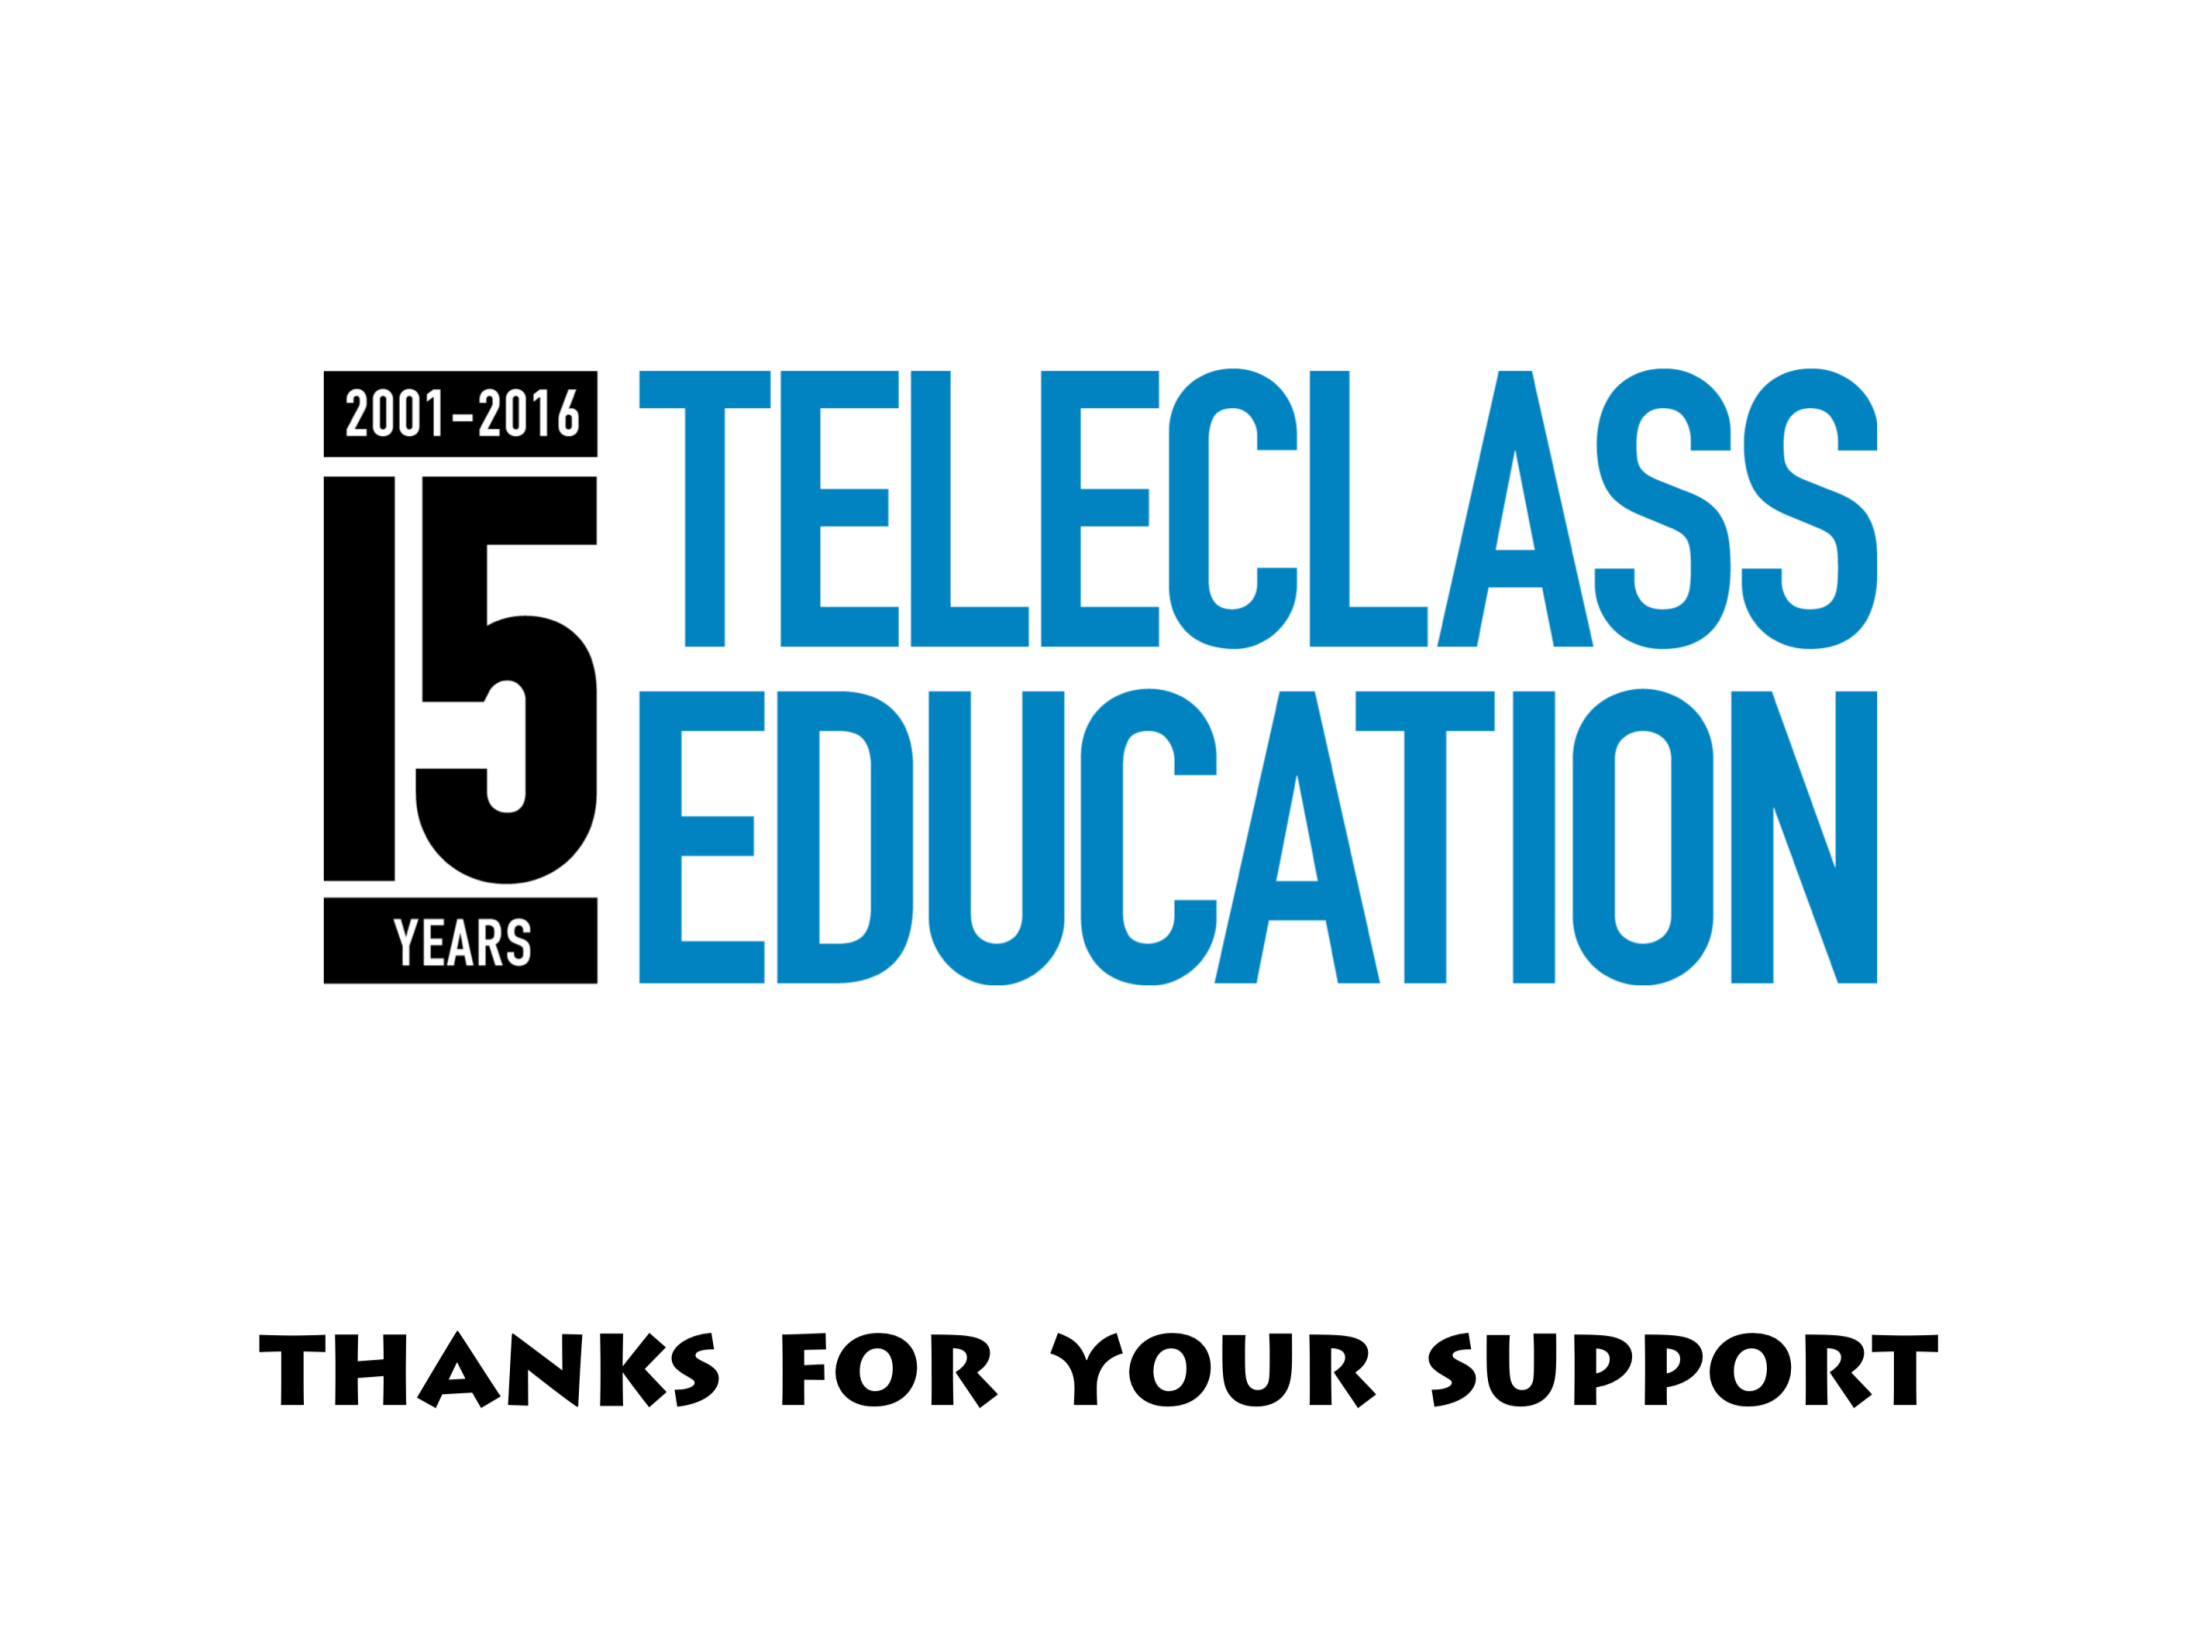 2001-2016
15
YEARS
TELECLASS
EDUCATION
THANKS FOR YOUR SUPPORT